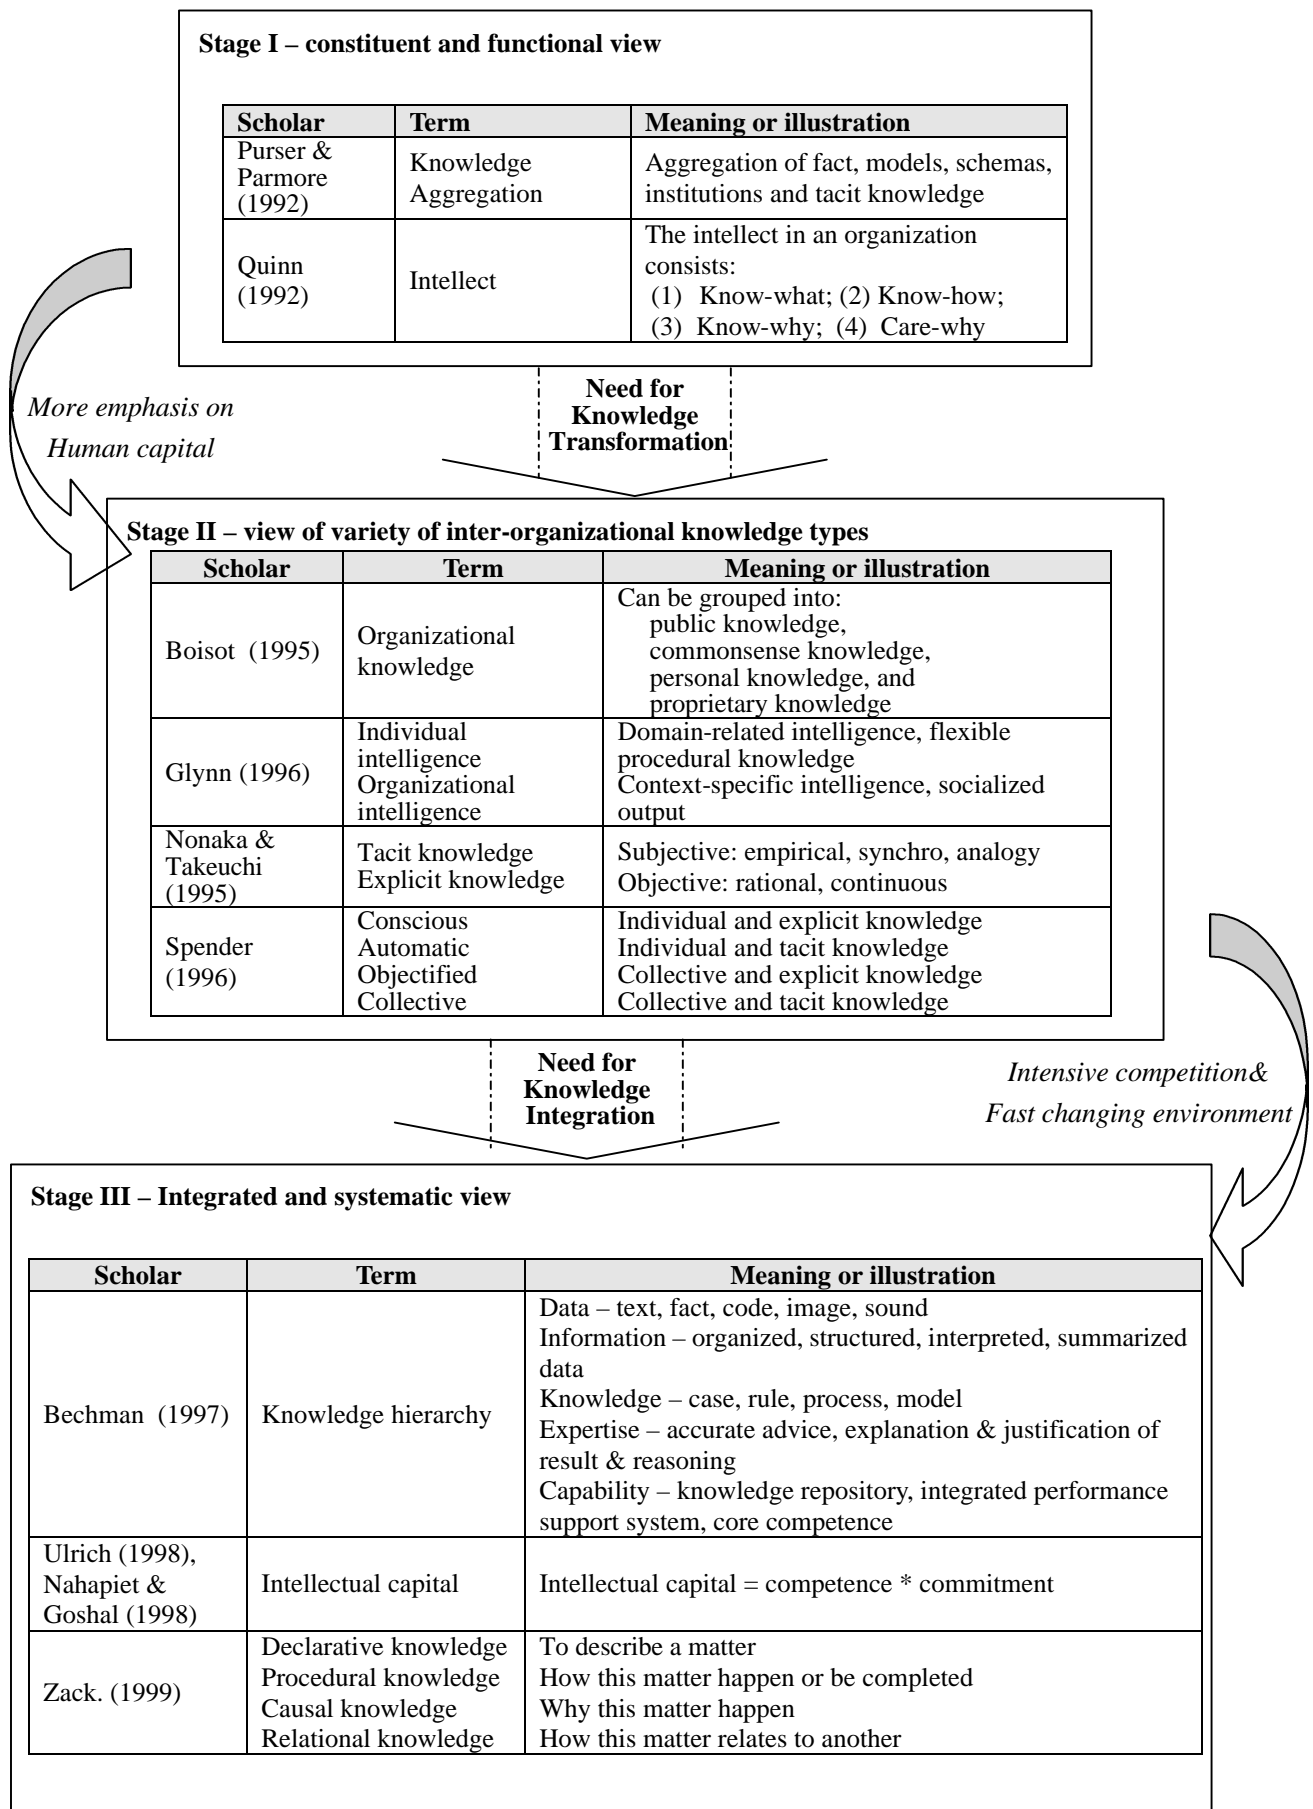 Stage I – constituent and functional view
Scholar Term Meaning or illustration
Purser &
Parmore
(1992)
Knowledge
Aggregation
Aggregation of fact, models, schemas,
institutions and tacit knowledge
Quinn
(1992)
Intellect
The intellect in an organization
consists:
(1) Know-what; (2) Know-how;
(3) Know-why; (4) Care-why
More emphasis on
Human capital
Need for
Knowledge
Transformation
Stage II – view of variety of inter-organizational knowledge types
Scholar Term Meaning or illustration
Boisot (1995)
Organizational
knowledge
Can be grouped into:
public knowledge,
commonsense knowledge,
personal knowledge, and
proprietary knowledge
Glynn (1996)
Individual
intelligence
Organizational
intelligence
Domain-related intelligence, flexible
procedural knowledge
Context-specific intelligence, socialized
output
Nonaka &
Takeuchi
(1995)
Tacit knowledge
Explicit knowledge
Subjective: empirical, synchro, analogy
Objective: rational, continuous
Spender
(1996)
Conscious
Automatic
Objectified
Collective
Individual and explicit knowledge
Individual and tacit knowledge
Collective and explicit knowledge
Collective and tacit knowledge
Need for
Knowledge
Integration
Intensive competition&
Fast changing environment
Stage III – Integrated and systematic view
Scholar Term Meaning or illustration
Bechman (1997)
Knowledge hierarchy
Data – text, fact, code, image, sound
Information – organized, structured, interpreted, summarized
data
Knowledge – case, rule, process, model
Expertise – accurate advice, explanation & justification of
result & reasoning
Capability – knowledge repository, integrated performance
support system, core competence
Ulrich (1998),
Nahapiet &
Goshal (1998)
Intellectual capital
Intellectual capital = competence * commitment
Zack. (1999)
Declarative knowledge
Procedural knowledge
Causal knowledge
Relational knowledge
To describe a matter
How this matter happen or be completed
Why this matter happen
How this matter relates to another